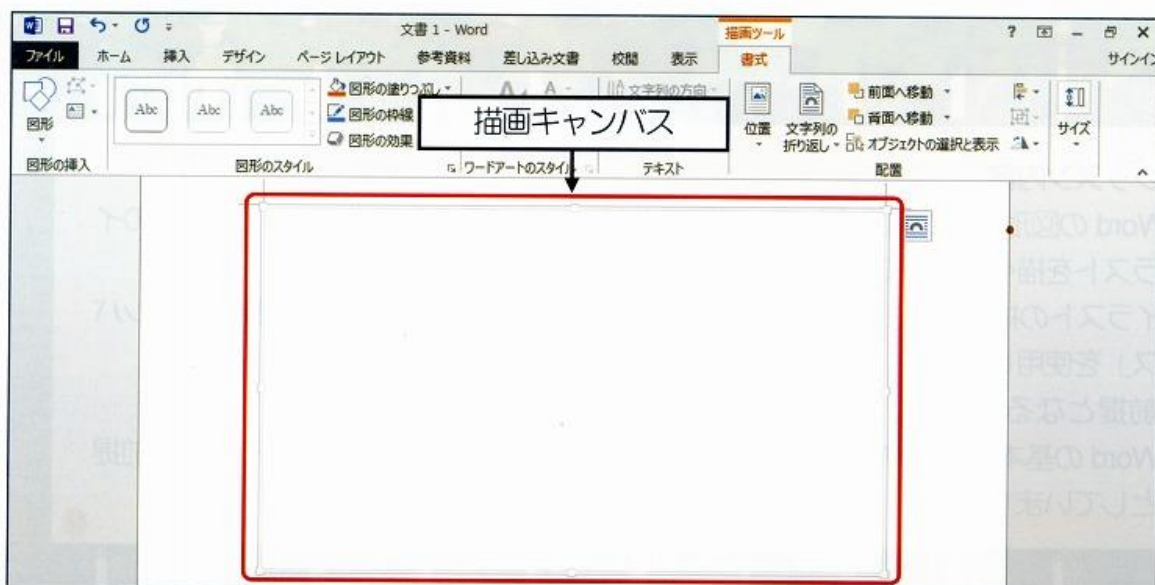 文書 1 - Word
描画ツール
ファイル ホーム 挿入 デザイン ページ レイアウト 参考資料 差し込み文書 校閲 表示 書式 サインイン
図形
Abc Abc Abc
図形の塗りつぶし
図形の枠線
図形の効果
文字列の方向
描画キャンバス
位置
文字列の
折り返し
前面へ移動
背面へ移動
オブジェクトの選択と表示
サイズ
図形の挿入 図形のスタイル ワードアートのスタイル テキスト 配置